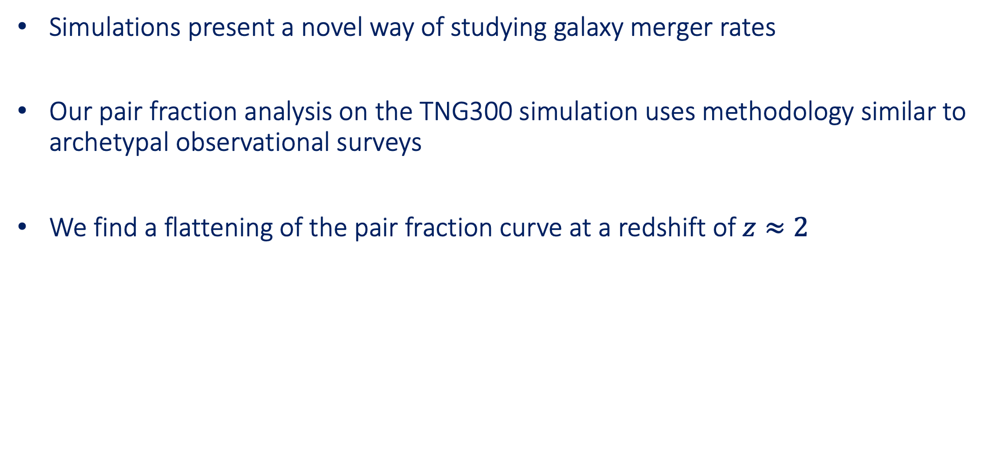 • Simulations present a novel way of studying galaxy merger rates
• Our pair fraction analysis on the TNG300 simulation uses methodology similar to
archetypal observational surveys
• We find a flattening of the pair fraction curve at a redshift of z ≈ 2